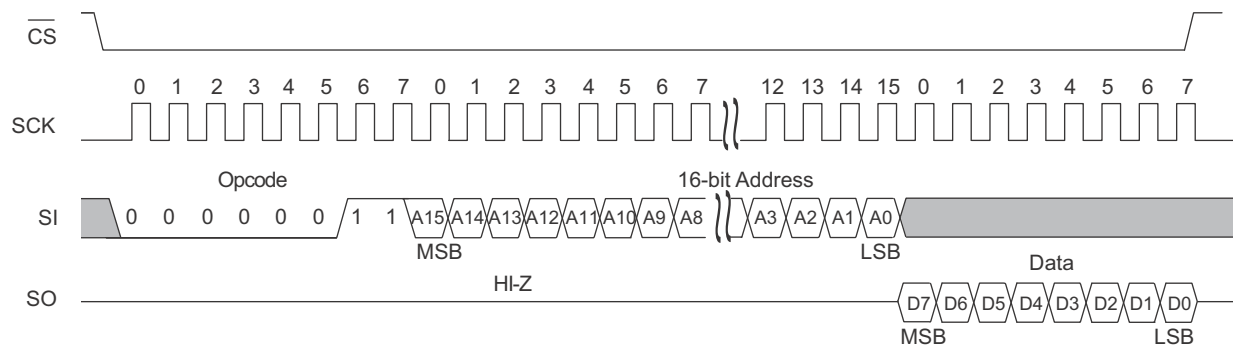 CS
0 1 2 3 4 5 6 7 0 1 2 3 4 5 6 7 12 13 14 15 0 1 2 3 4 5 6 7
SCK
Opcode 16-bit Address
SI 0 0 0 0 0 0 1 1 A15 A14 A13 A12 A11 A10 A9 A8 A3 A2 A1 A0
MSB LSB
HI-Z Data
SO D7 D6 D5 D4 D3 D2 D1 D0
MSB LSB